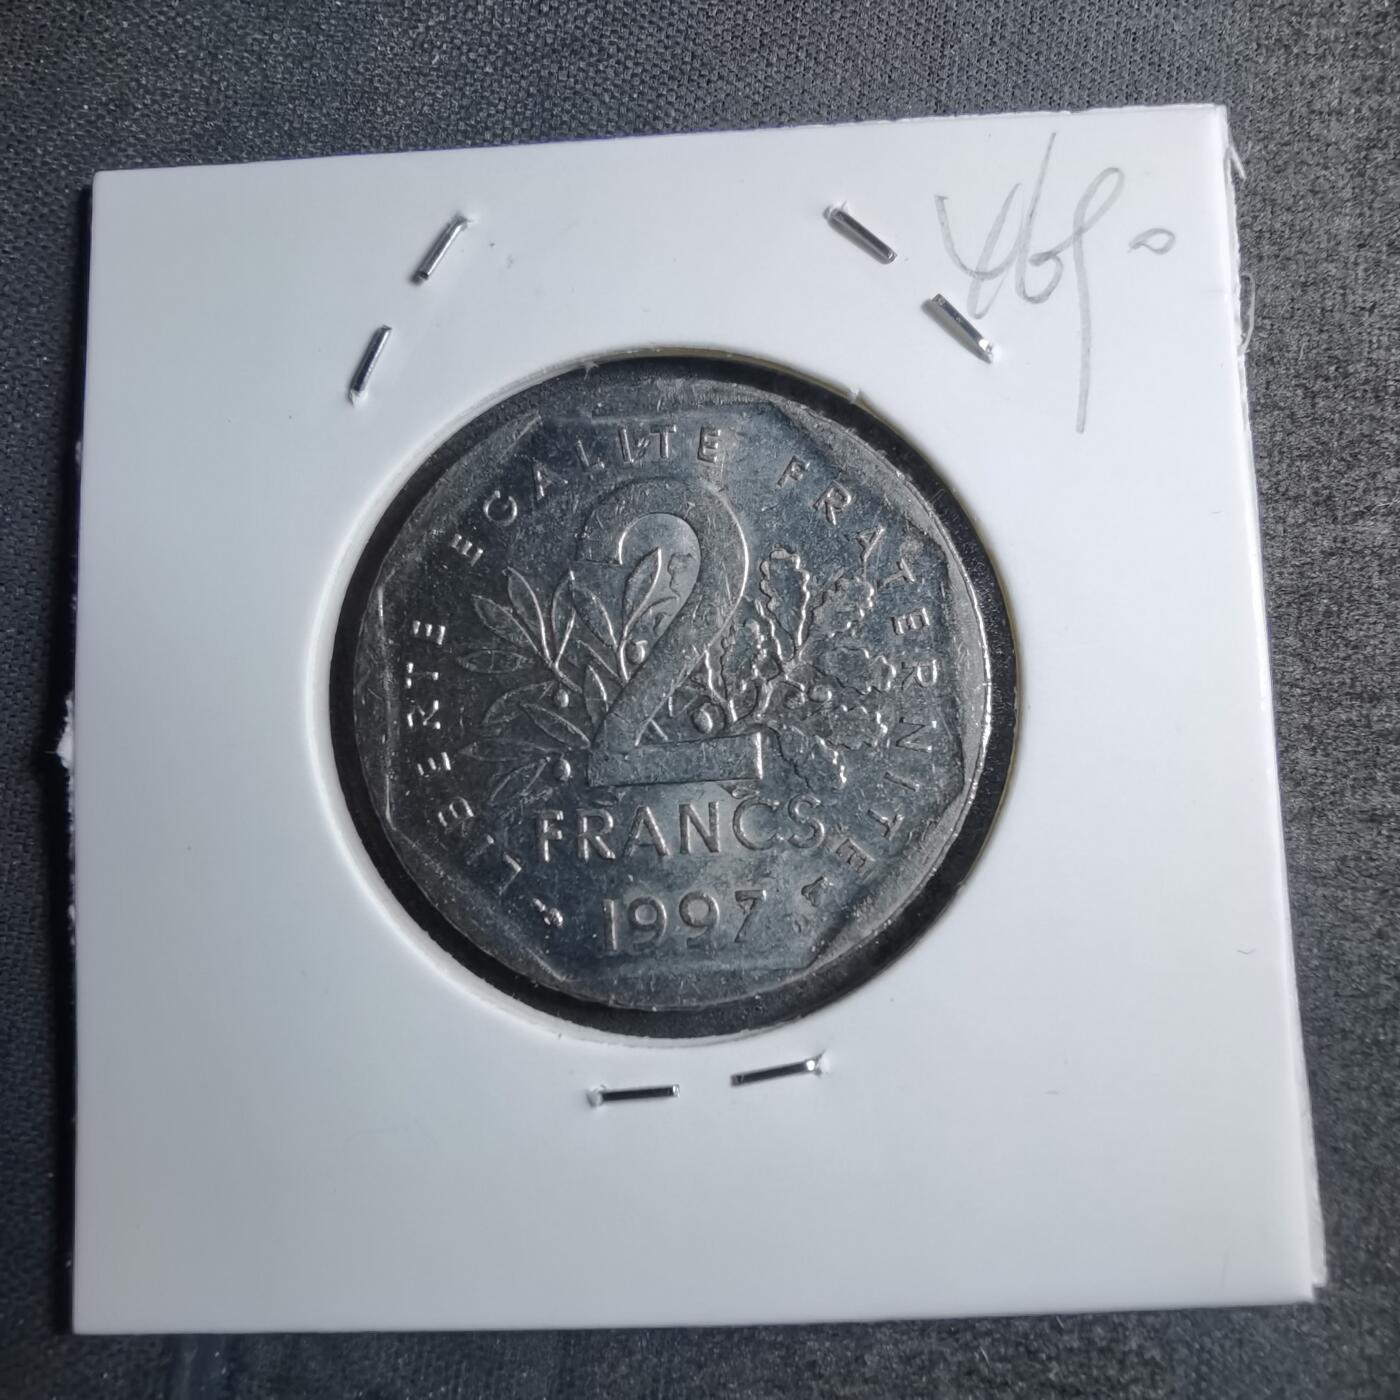 LIBERTE EGALITE FRATERNITE
2
FRANCS
1997